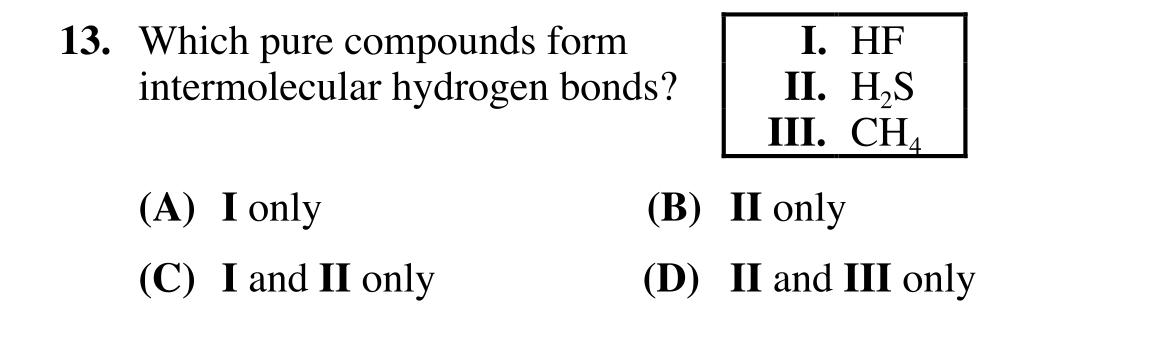 13. Which pure compounds form
intermolecular hydrogen bonds?
I. HF
II. H₂S
III. CH₄
(A) I only
(B) II only
(C) I and II only
(D) II and III only